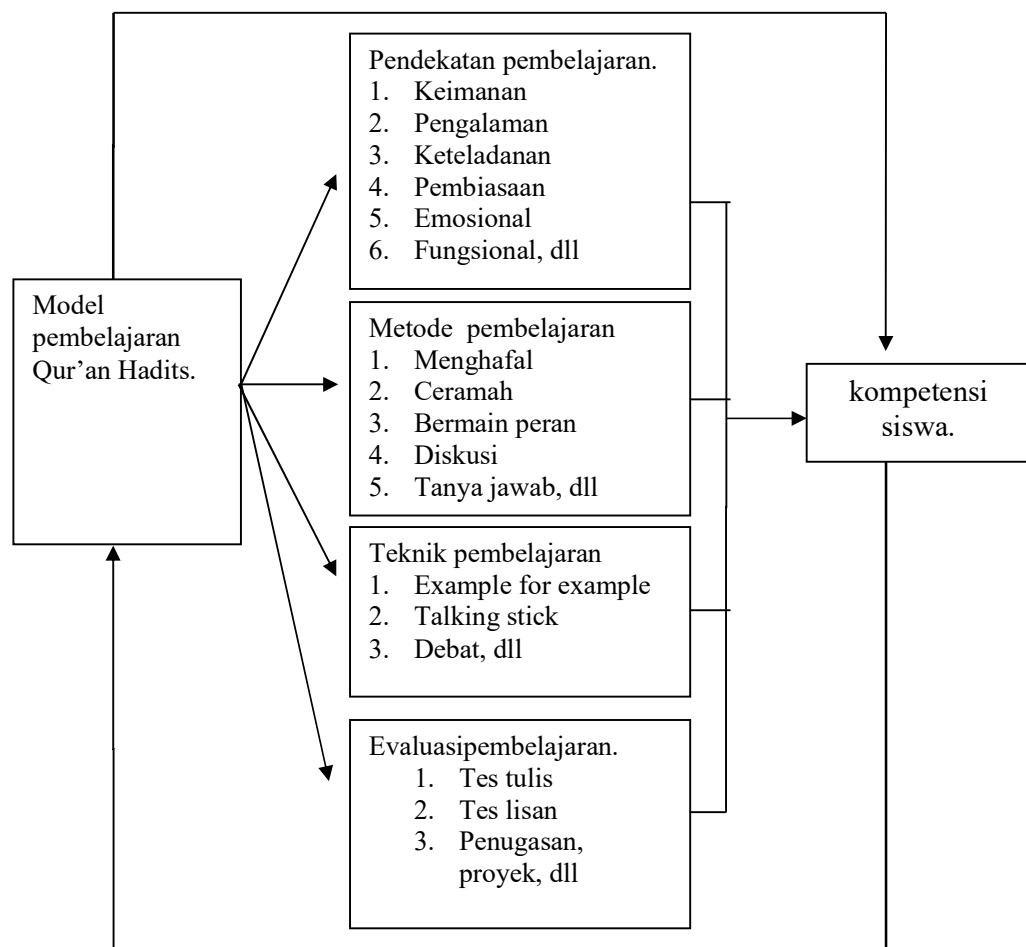 Pendekatan pembelajaran.
1. Keimanan
2. Pengalaman
3. Keteladanan
4. Pembiasaan
5. Emosional
6. Fungsional, dll
Model
pembelajaran
Qur'an Hadits.
Metode pembelajaran
1. Menghafal
2. Ceramah
3. Bermain peran
4. Diskusi
5. Tanya jawab, dll
kompetensi
siswa.
Teknik pembelajaran
1. Example for example
2. Talking stick
3. Debat, dll
Evaluasipembelajaran.
1. Tes tulis
2. Tes lisan
3. Penugasan,
proyek, dll